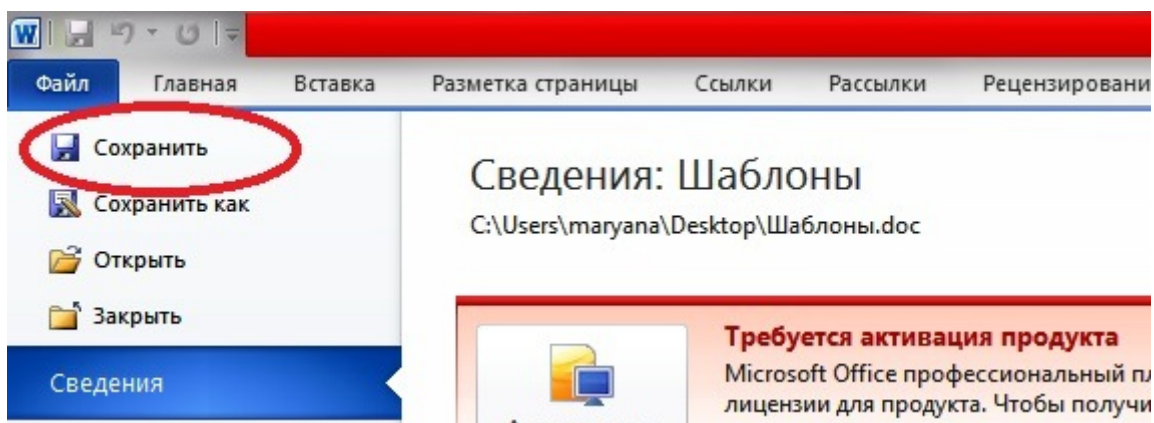 W
Файл Главная Вставка Разметка страницы Ссылки Рассылки Рецензировани
Сохранить
Сохранить как
Открыть
Закрыть
Сведения
Сведения: Шаблоны
C:\Users\maryana\Desktop\Шаблоны.doc
Требуется активация продукта
Microsoft Office профессиональный пл
лицензии для продукта. Чтобы получи